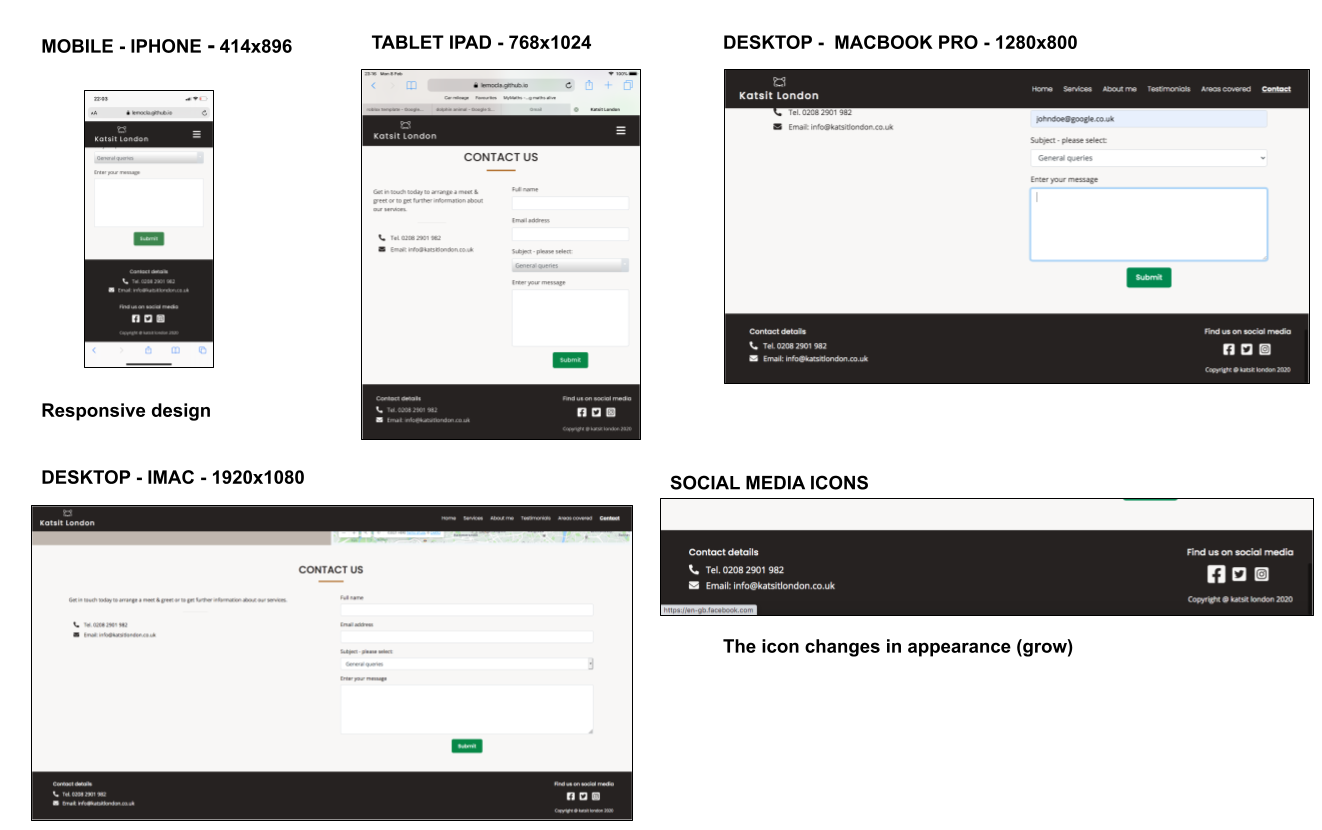 MOBILE - IPHONE - 414x896
22:03
AA lemocla.github.io
Katsit London
General queries
Enter your message
Submit
Contact details
Tel. 0208 2901 982
Email: info@katsitlondon.co.uk
Find us on social media
Copyright @ katsit london 2020
Responsive design
TABLET IPAD - 768x1024
22:16 Mon 8 Feb 100%
lemocla.github.io
Car mileage Favourites MyMaths -...g maths alive
Email Katsit London
Katsit London
CONTACT US
Get in touch today to arrange a meet &
greet or to get further information about
our services.
Tel. 0208 2901 982
Email: info@katsitlondon.co.uk
Full name
Email address
Subject - please select:
General queries
Enter your message
Submit
Contact details
Tel. 0208 2901 982
Email: info@katsitlondon.co.uk
Find us on social media
Copyright @ katsit london 2020
DESKTOP - MACBOOK PRO - 1280x800
Katsit London
Home Services About me Testimonials Areas covered Contact
Tel. 0208 2901 982
Email: info@katsitlondon.co.uk
johndoe@google.co.uk
Subject - please select:
General queries
Enter your message
Submit
Contact details
Tel. 0208 2901 982
Email: info@katsitlondon.co.uk
Find us on social media
Copyright @ katsit london 2020
DESKTOP - IMAC - 1920x1080
Katsit London
Home Services About me Testimonials Areas covered Contact
CONTACT US
Get in touch today to arrange a meet & greet or to get further information about our services.
Tel. 0208 2901 982
Email: info@katsitlondon.co.uk
Full name
Email address
Subject - please select:
General queries
Enter your message
Submit
Contact details
Tel. 0208 2901 982
Email: info@katsitlondon.co.uk
Find us on social media
Copyright @ katsit london 2020
SOCIAL MEDIA ICONS
Contact details
Tel. 0208 2901 982
Email: info@katsitlondon.co.uk
https://en-gb.facebook.com
Find us on social media
Copyright @ katsit london 2020
The icon changes in appearance (grow)